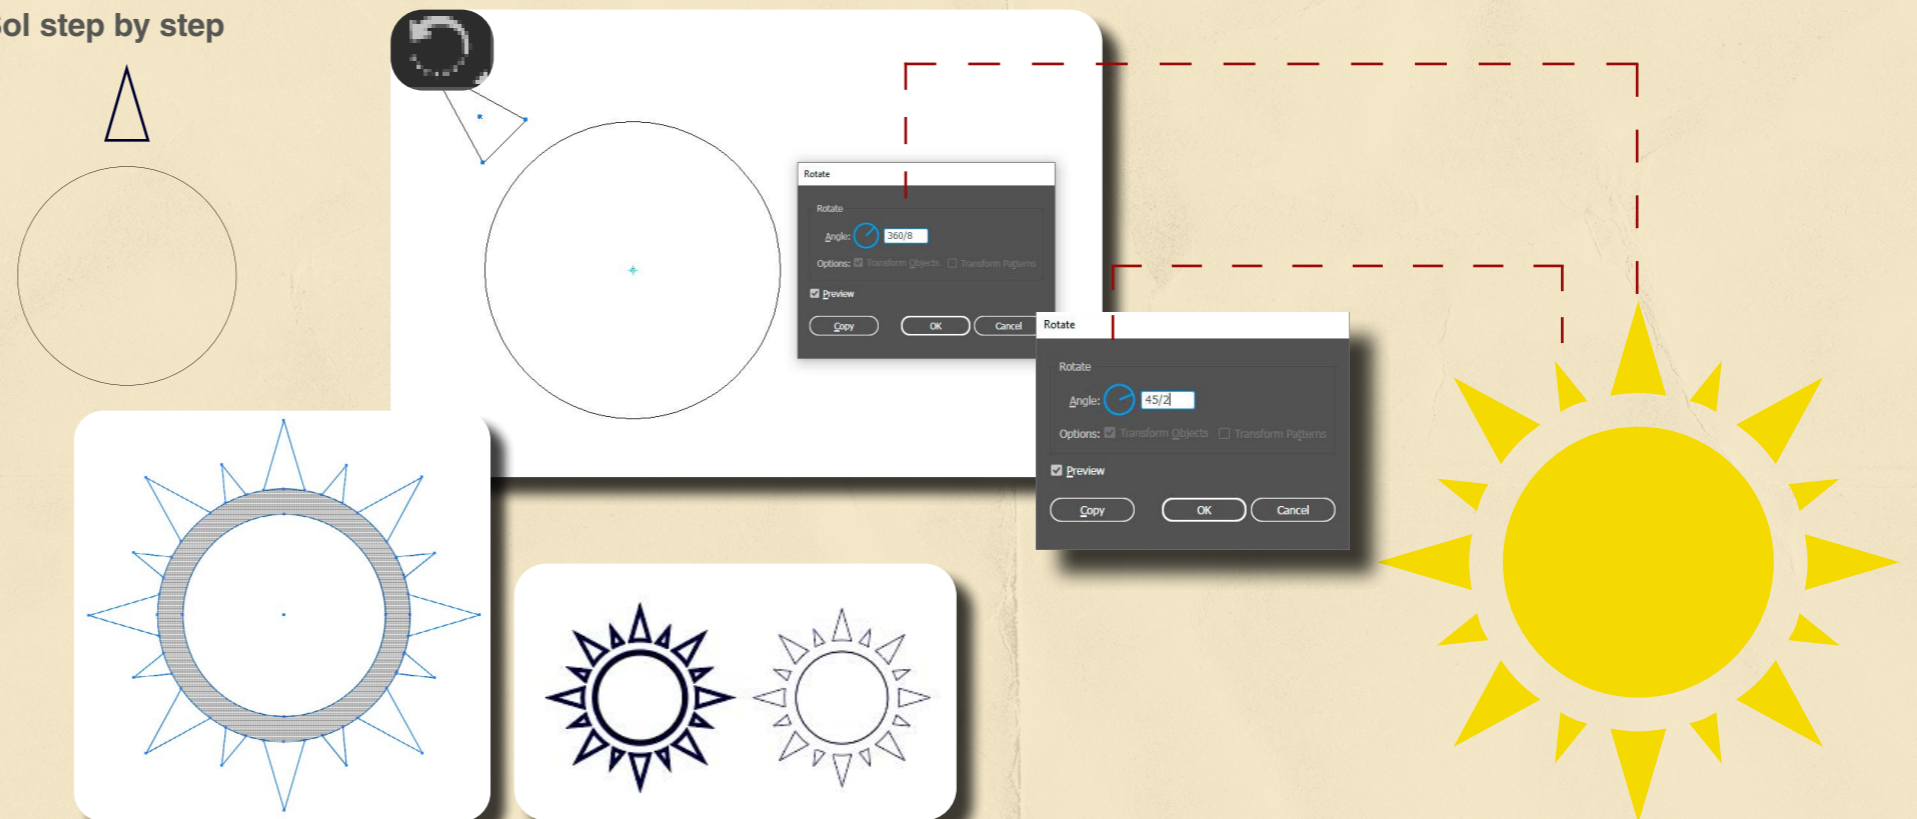 ol step by step
Rotate
Rotate
Angle: 360/8
Options: Transform Objects Transform Patterns
Preview
Copy OK Cancel
Rotate
Rotate
Angle: 45/2
Options: Transform Objects Transform Patterns
Preview
Copy OK Cancel